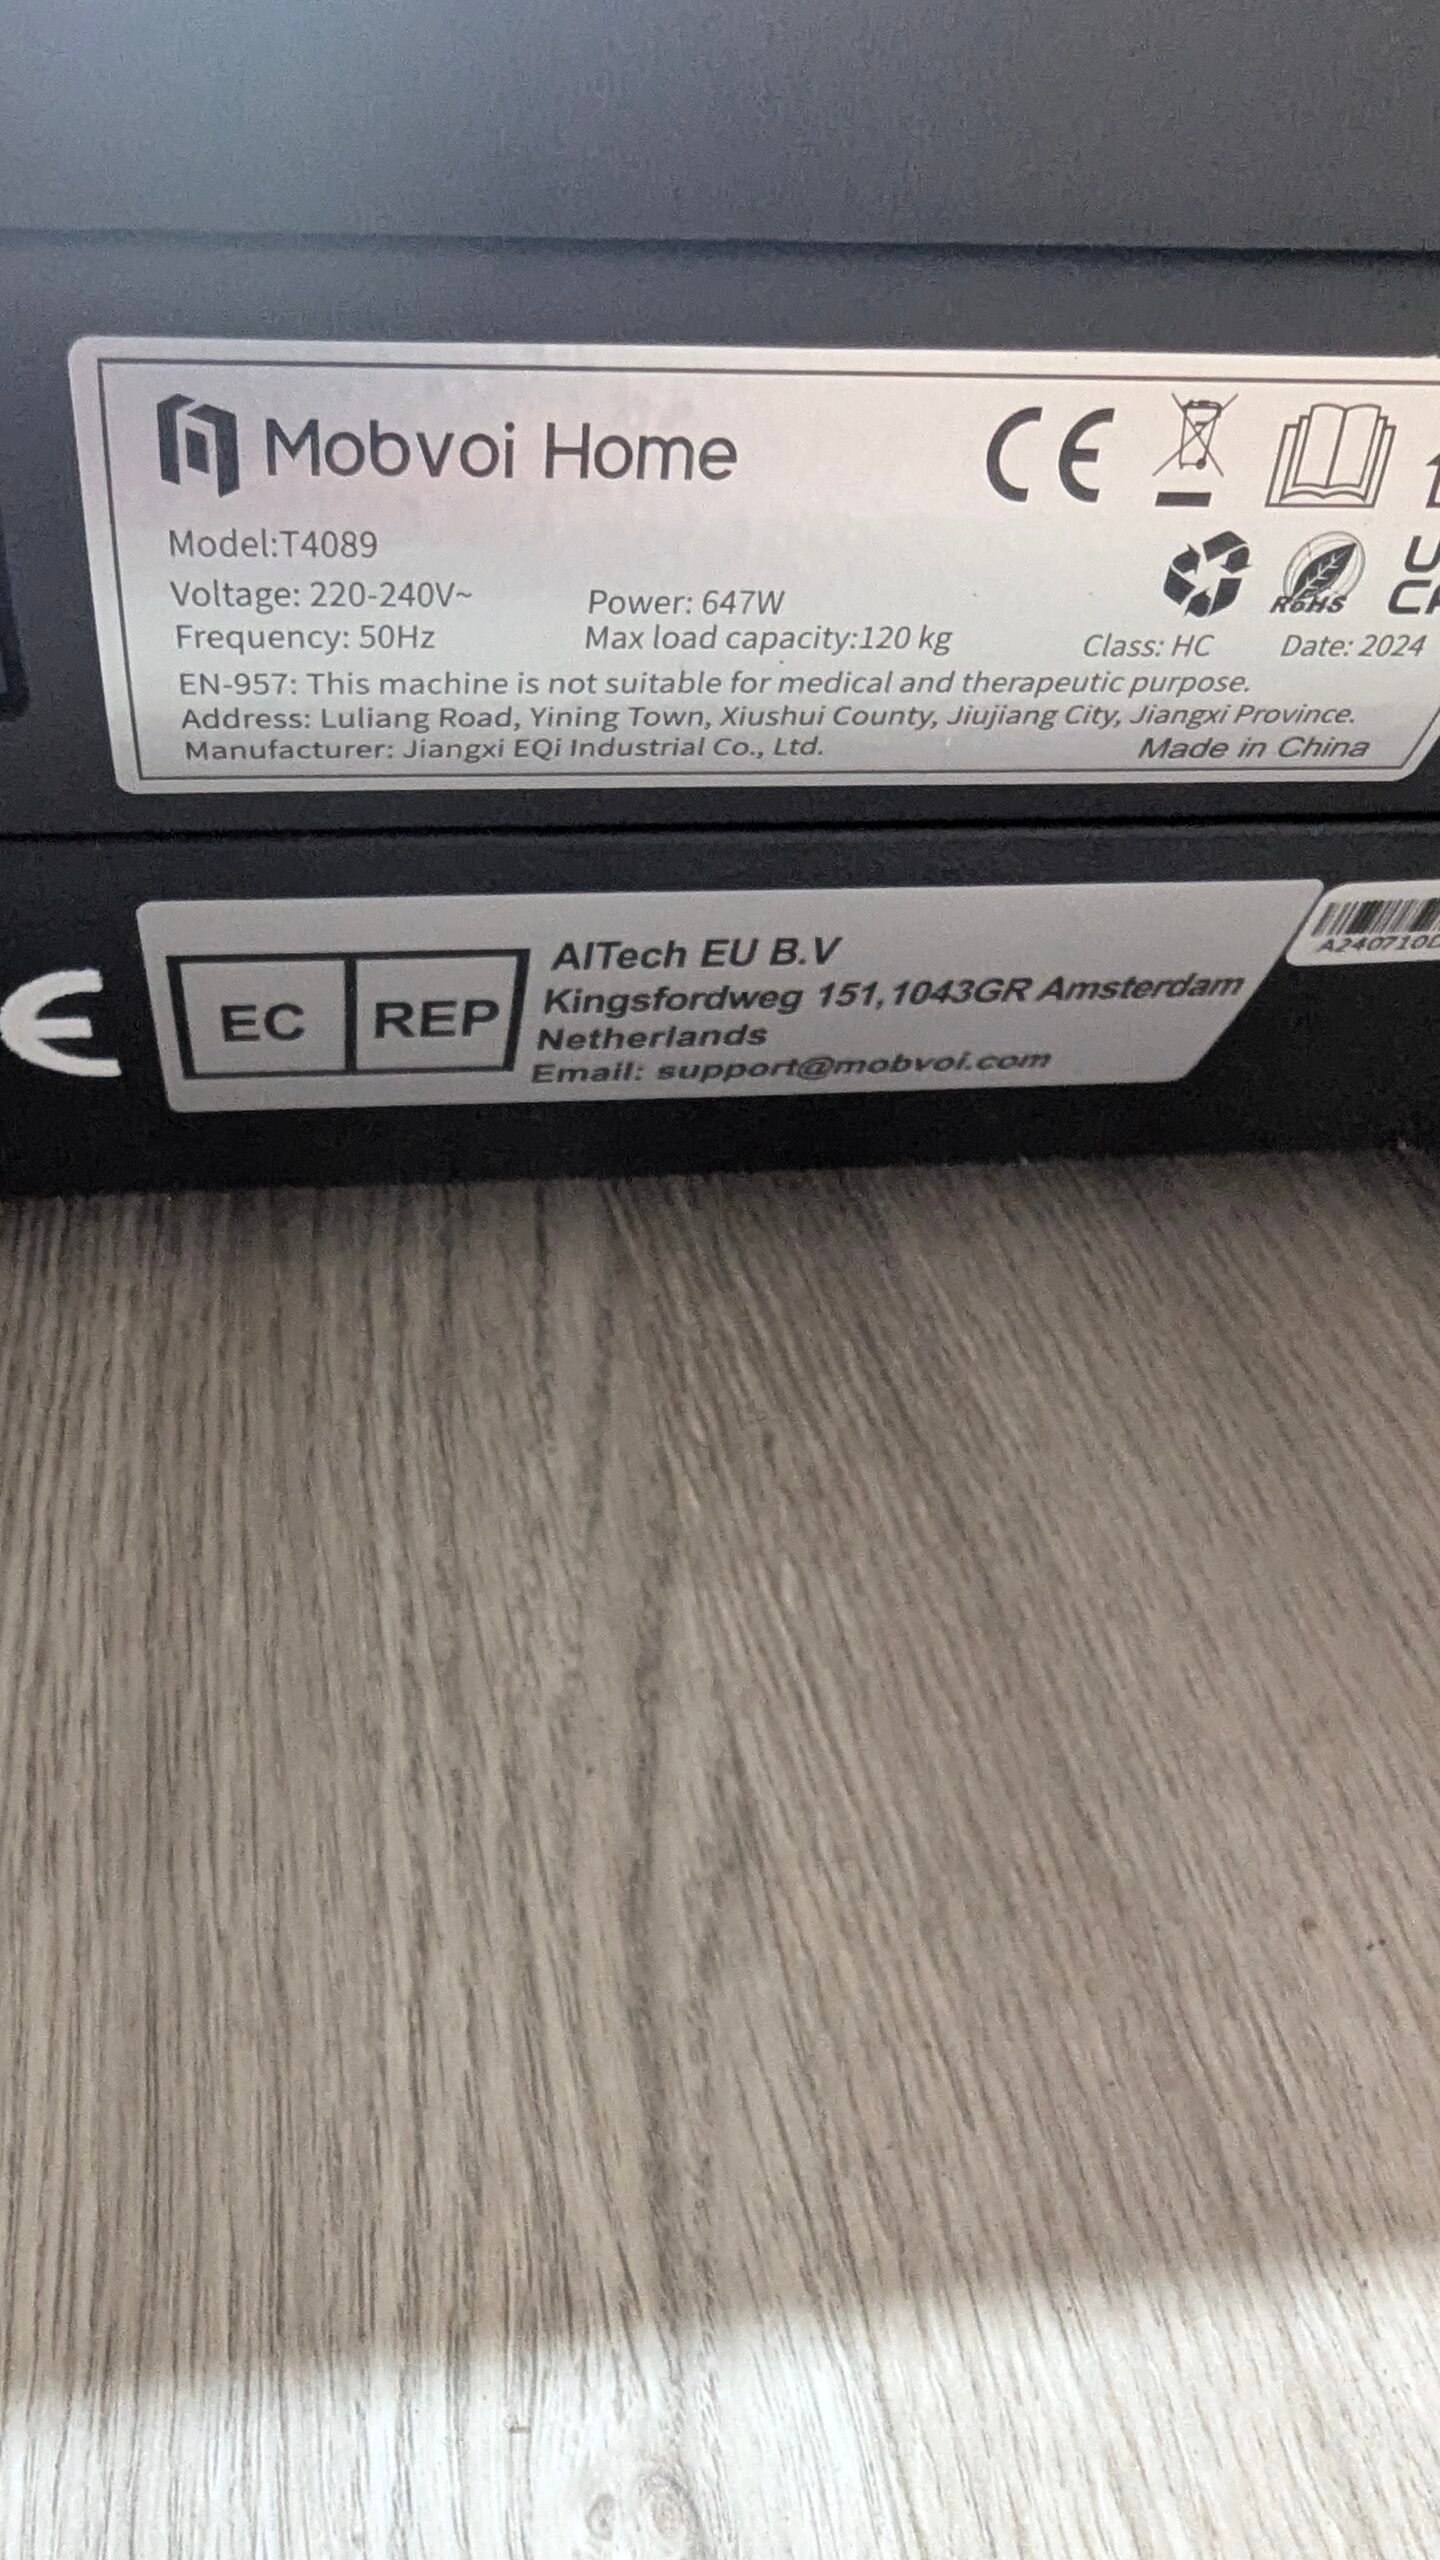 Mobvoi Home
CE
Model:T4089
Voltage: 220-240V~
Power: 647W
RoHS
Frequency: 50Hz
Max load capacity:120 kg
Class: HC
Date: 2024
EN-957: This machine is not suitable for medical and therapeutic purpose.
Address: Luliang Road, Yining Town, Xiushui County, Jiujiang City, Jiangxi Province.
Manufacturer: Jiangxi EQi Industrial Co., Ltd.
Made in China
EC REP
AITech EU B.V
Kingsfordweg 151,1043GR Amsterdam
Netherlands
Email: support@mobvoi.com